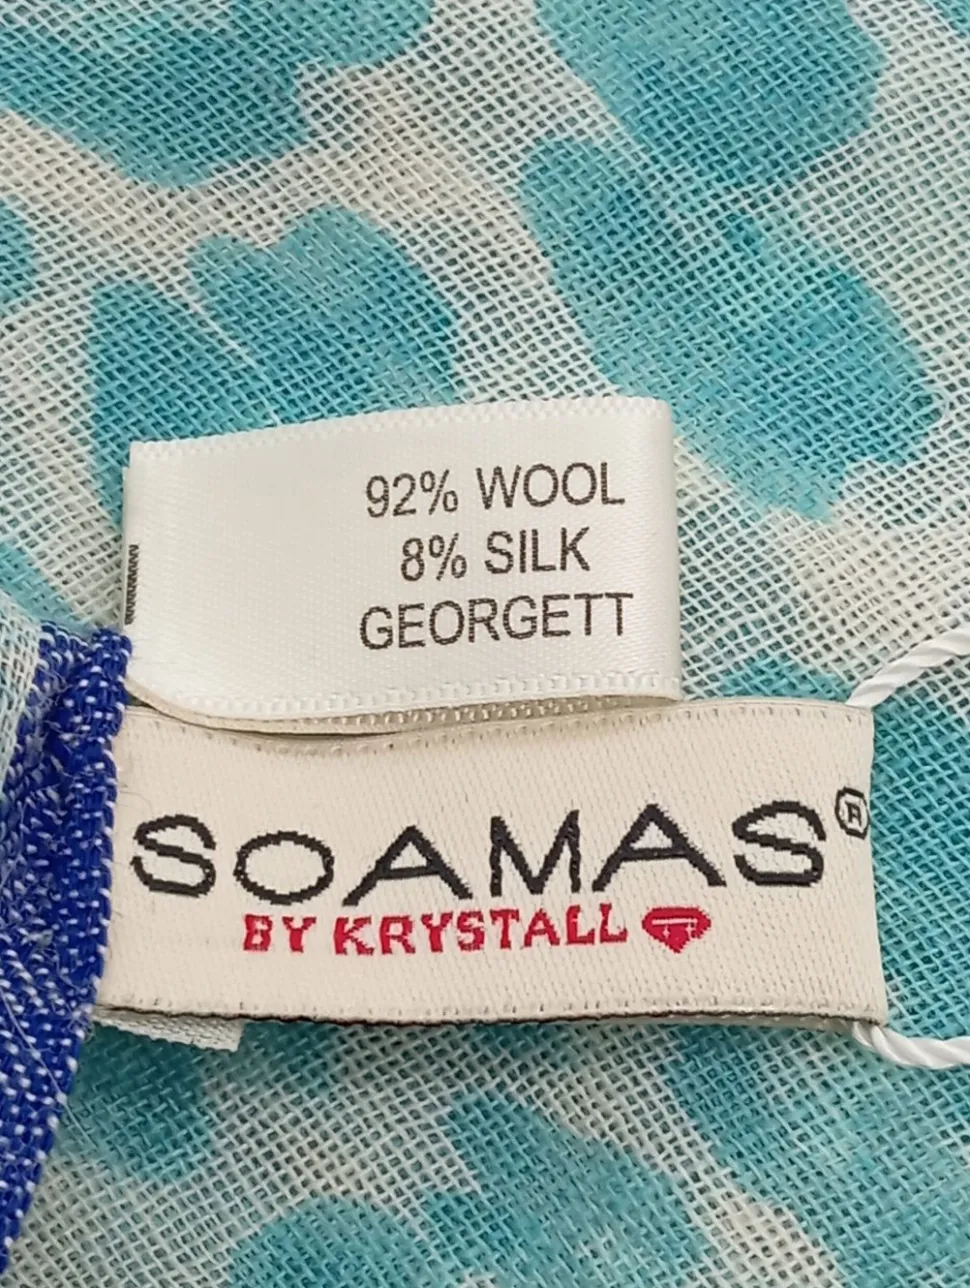 92% WOOL
8% SILK
GEORGETT
SOAMAS®
BY KRYSTALL